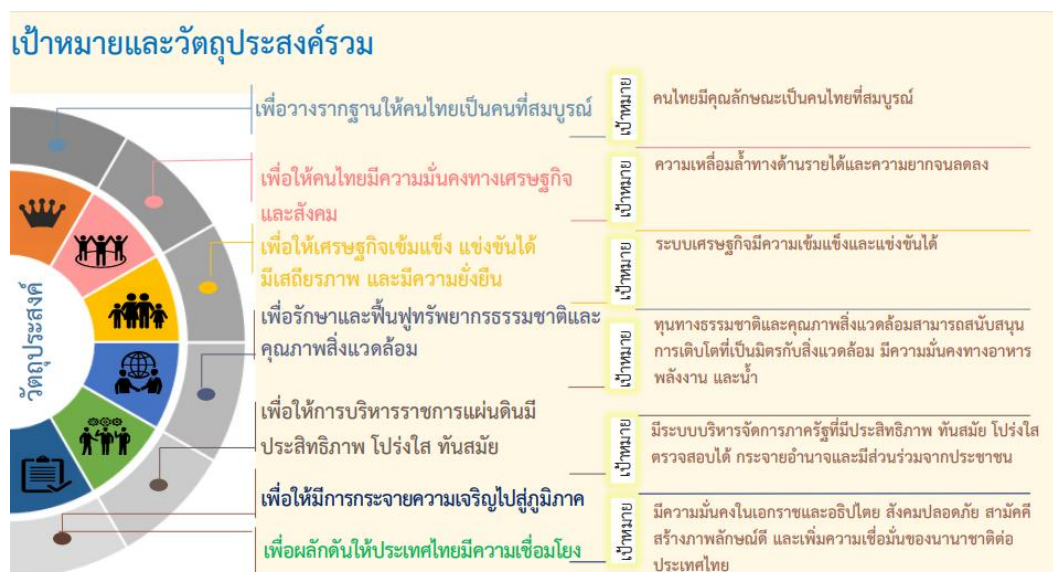 เป้าหมายและวัตถุประสงค์รวม
วัตถุประสงค์
เพื่อวางรากฐานให้คนไทยเป็นคนที่สมบูรณ์
เป้าหมาย
คนไทยมีคุณลักษณะเป็นคนไทยที่สมบูรณ์
เพื่อให้คนไทยมีความมั่นคงทางเศรษฐกิจ
และสังคม
เป้าหมาย
ความเหลื่อมล้ำทางด้านรายได้และความยากจนลดลง
เพื่อให้เศรษฐกิจเข้มแข็ง แข่งขันได้
มีเสถียรภาพ และมีความยั่งยืน
เป้าหมาย
ระบบเศรษฐกิจมีความเข้มแข็งและแข่งขันได้
เพื่อรักษาและฟื้นฟูทรัพยากรธรรมชาติและ
คุณภาพสิ่งแวดล้อม
เป้าหมาย
ทุนทางธรรมชาติและคุณภาพสิ่งแวดล้อมสามารถสนับสนุน
การเติบโตที่เป็นมิตรกับสิ่งแวดล้อม มีความมั่นคงทางอาหาร
พลังงาน และน้ำ
เพื่อให้การบริหารราชการแผ่นดินมี
ประสิทธิภาพ โปร่งใส ทันสมัย
เป้าหมาย
มีระบบบริหารจัดการภาครัฐที่มีประสิทธิภาพ ทันสมัย โปร่งใส
ตรวจสอบได้ กระจายอำนาจและมีส่วนร่วมจากประชาชน
เพื่อให้มีการกระจายความเจริญไปสู่ภูมิภาค
เพื่อผลักดันให้ประเทศไทยมีความเชื่อมโยง
เป้าหมาย
มีความมั่นคงในเอกราชและอธิปไตย สังคมปลอดภัย สามัคคี
สร้างภาพลักษณ์ดี และเพิ่มความเชื่อมั่นของนานาชาติต่อ
ประเทศไทย